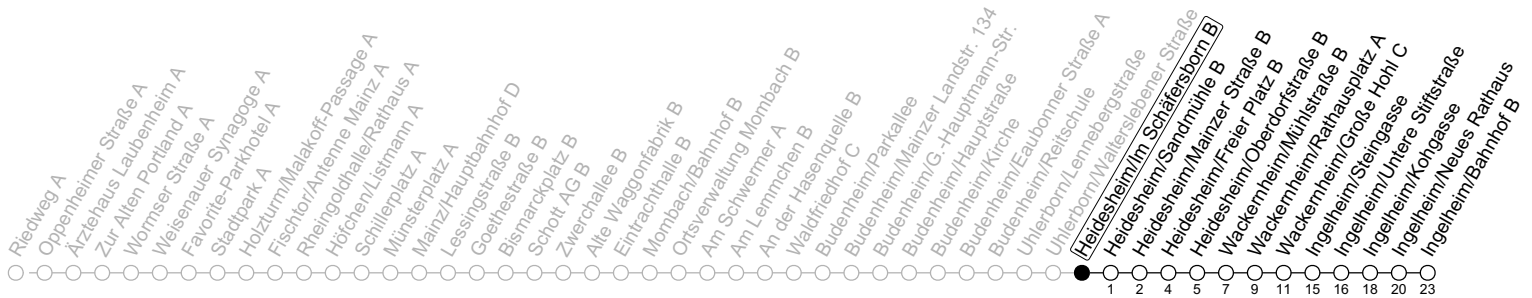 Riedweg A
Oppenheimer Straße A
Ärztehaus Laubenheim A
Zur Alten Portland A
Wormser Straße A
Weisenauer Synagoge A
Favorite-Parkhotel A
Stadtpark A
Holzturm/Malakoff-Passage A
Fischtor/Antenne Mainz A
Rheingoldhalle/Rathaus A
Höfchen/Listmann A
Schillerplatz A
Münsterplatz A
Mainz/Hauptbahnhof D
Lessingstraße B
Goethestraße B
Bismarckplatz B
Schott AG B
Zwerchallee B
Alte Waggonfabrik B
Eintrachthalle B
Mombach/Bahnhof B
Ortsverwaltung Mombach B
Am Schwermer A
Am Lemmchen B
An der Hasenquelle B
Waldfriedhof C
Budenheim/Parkallee
Budenheim/Mainzer Landstr. 134
Budenheim/G.-Hauptmann-Str.
Budenheim/Hauptstraße
Budenheim/Kirche
Budenheim/Eaubonner Straße A
Budenheim/Reitschule
Uhlerborn/Lennebergstraße
Uhlerborn/Walterslebener Straße
Heidesheim/Im Schäfersborn B
Heidesheim/Sandmühle B
Heidesheim/Mainzer Straße B
Heidesheim/Freier Platz B
Heidesheim/Oberdorfstraße B
Wackernheim/Mühlstraße B
Wackernheim/Rathausplatz A
Wackernheim/Große Hohl C
Ingelheim/Steingasse
Ingelheim/Untere Stiftstraße
Ingelheim/Kohgasse
Ingelheim/Neues Rathaus
Ingelheim/Bahnhof B
1 2 4 5 7 9 11 15 16 18 20 23